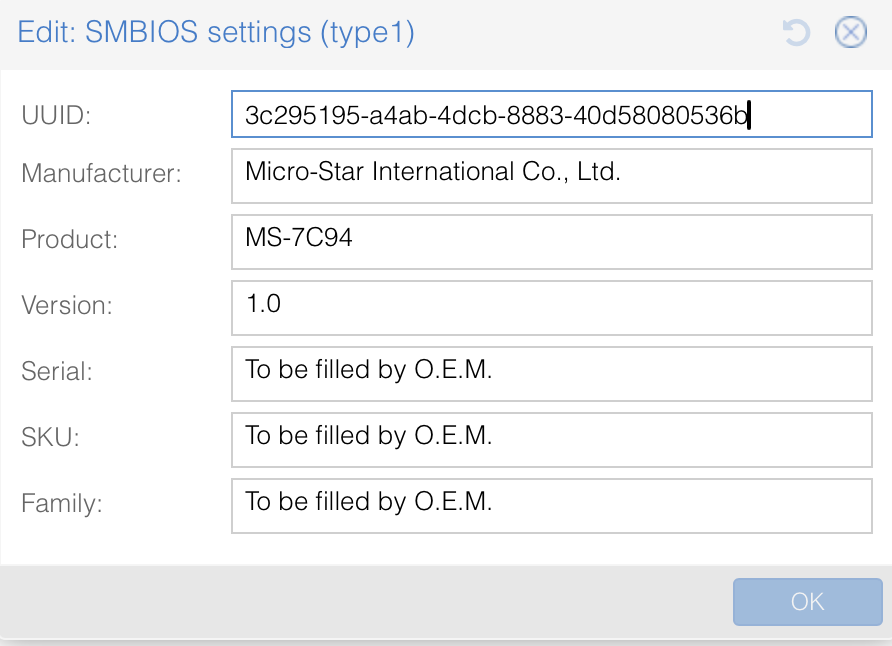 Edit: SMBIOS settings (type1)
UUID: 3c295195-a4ab-4dcb-8883-40d58080536b
Manufacturer: Micro-Star International Co., Ltd.
Product: MS-7C94
Version: 1.0
Serial: To be filled by O.E.M.
SKU: To be filled by O.E.M.
Family: To be filled by O.E.M.
OK